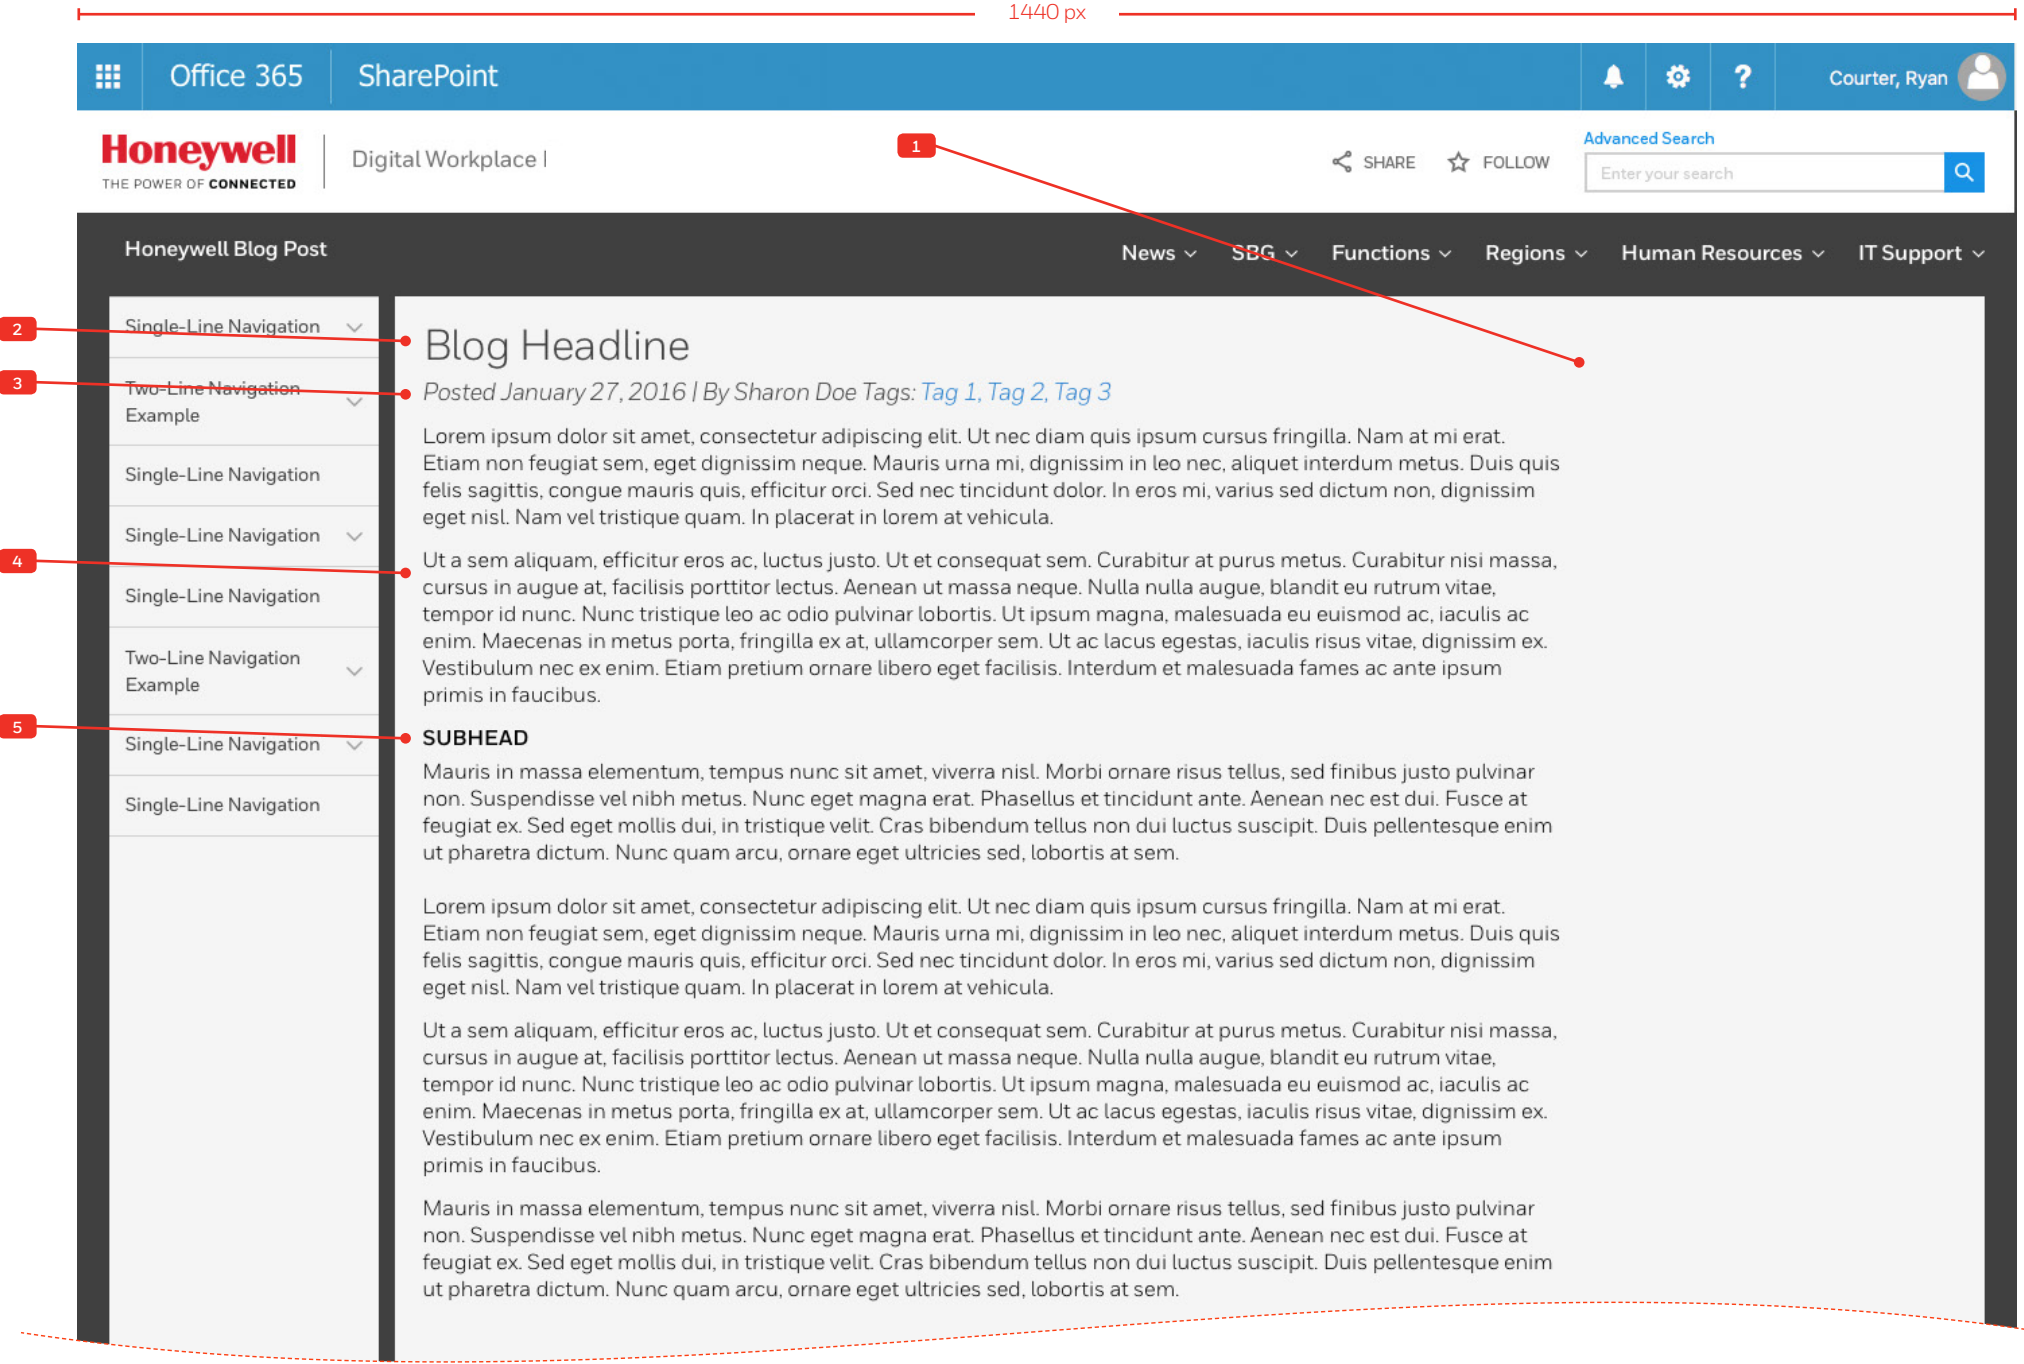 1440 px
Office 365
SharePoint
?
Courter, Ryan
Honeywell
THE POWER OF CONNECTED
Digital Workplace |
1
SHARE
FOLLOW
Advanced Search
Enter your search
Honeywell Blog Post
News
SBG
Functions
Regions
Human Resources
IT Support
2
Single-Line Navigation
3
Two-Line Navigation
Example
Single-Line Navigation
Single-Line Navigation
4
Single-Line Navigation
Two-Line Navigation
Example
5
Single-Line Navigation
Single-Line Navigation
Blog Headline
Posted January 27, 2016 | By Sharon Doe Tags: Tag 1, Tag 2, Tag 3
Lorem ipsum dolor sit amet, consectetur adipiscing elit. Ut nec diam quis ipsum cursus fringilla. Nam at mi erat.
Etiam non feugiat sem, eget dignissim neque. Mauris urna mi, dignissim in leo nec, aliquet interdum metus. Duis quis
felis sagittis, congue mauris quis, efficitur orci. Sed nec tincidunt dolor. In eros mi, varius sed dictum non, dignissim
eget nisl. Nam vel tristique quam. In placerat in lorem at vehicula.
Ut a sem aliquam, efficitur eros ac, luctus justo. Ut et consequat sem. Curabitur at purus metus. Curabitur nisi massa,
cursus in augue at, facilisis porttitor lectus. Aenean ut massa neque. Nulla nulla augue, blandit eu rutrum vitae,
tempor id nunc. Nunc tristique leo ac odio pulvinar lobortis. Ut ipsum magna, malesuada eu euismod ac, iaculis ac
enim. Maecenas in metus porta, fringilla ex at, ullamcorper sem. Ut ac lacus egestas, iaculis risus vitae, dignissim ex.
Vestibulum nec ex enim. Etiam pretium ornare libero eget facilisis. Interdum et malesuada fames ac ante ipsum
primis in faucibus.
SUBHEAD
Mauris in massa elementum, tempus nunc sit amet, viverra nisl. Morbi ornare risus tellus, sed finibus justo pulvinar
non. Suspendisse vel nibh metus. Nunc eget magna erat. Phasellus et tincidunt ante. Aenean nec est dui. Fusce at
feugiat ex. Sed eget mollis dui, in tristique velit. Cras bibendum tellus non dui luctus suscipit. Duis pellentesque enim
ut pharetra dictum. Nunc quam arcu, ornare eget ultricies sed, lobortis at sem.
Lorem ipsum dolor sit amet, consectetur adipiscing elit. Ut nec diam quis ipsum cursus fringilla. Nam at mi erat.
Etiam non feugiat sem, eget dignissim neque. Mauris urna mi, dignissim in leo nec, aliquet interdum metus. Duis quis
felis sagittis, congue mauris quis, efficitur orci. Sed nec tincidunt dolor. In eros mi, varius sed dictum non, dignissim
eget nisl. Nam vel tristique quam. In placerat in lorem at vehicula.
Ut a sem aliquam, efficitur eros ac, luctus justo. Ut et consequat sem. Curabitur at purus metus. Curabitur nisi massa,
cursus in augue at, facilisis porttitor lectus. Aenean ut massa neque. Nulla nulla augue, blandit eu rutrum vitae,
tempor id nunc. Nunc tristique leo ac odio pulvinar lobortis. Ut ipsum magna, malesuada eu euismod ac, iaculis ac
enim. Maecenas in metus porta, fringilla ex at, ullamcorper sem. Ut ac lacus egestas, iaculis risus vitae, dignissim ex.
Vestibulum nec ex enim. Etiam pretium ornare libero eget facilisis. Interdum et malesuada fames ac ante ipsum
primis in faucibus.
Mauris in massa elementum, tempus nunc sit amet, viverra nisl. Morbi ornare risus tellus, sed finibus justo pulvinar
non. Suspendisse vel nibh metus. Nunc eget magna erat. Phasellus et tincidunt ante. Aenean nec est dui. Fusce at
feugiat ex. Sed eget mollis dui, in tristique velit. Cras bibendum tellus non dui luctus suscipit. Duis pellentesque enim
ut pharetra dictum. Nunc quam arcu, ornare eget ultricies sed, lobortis at sem.